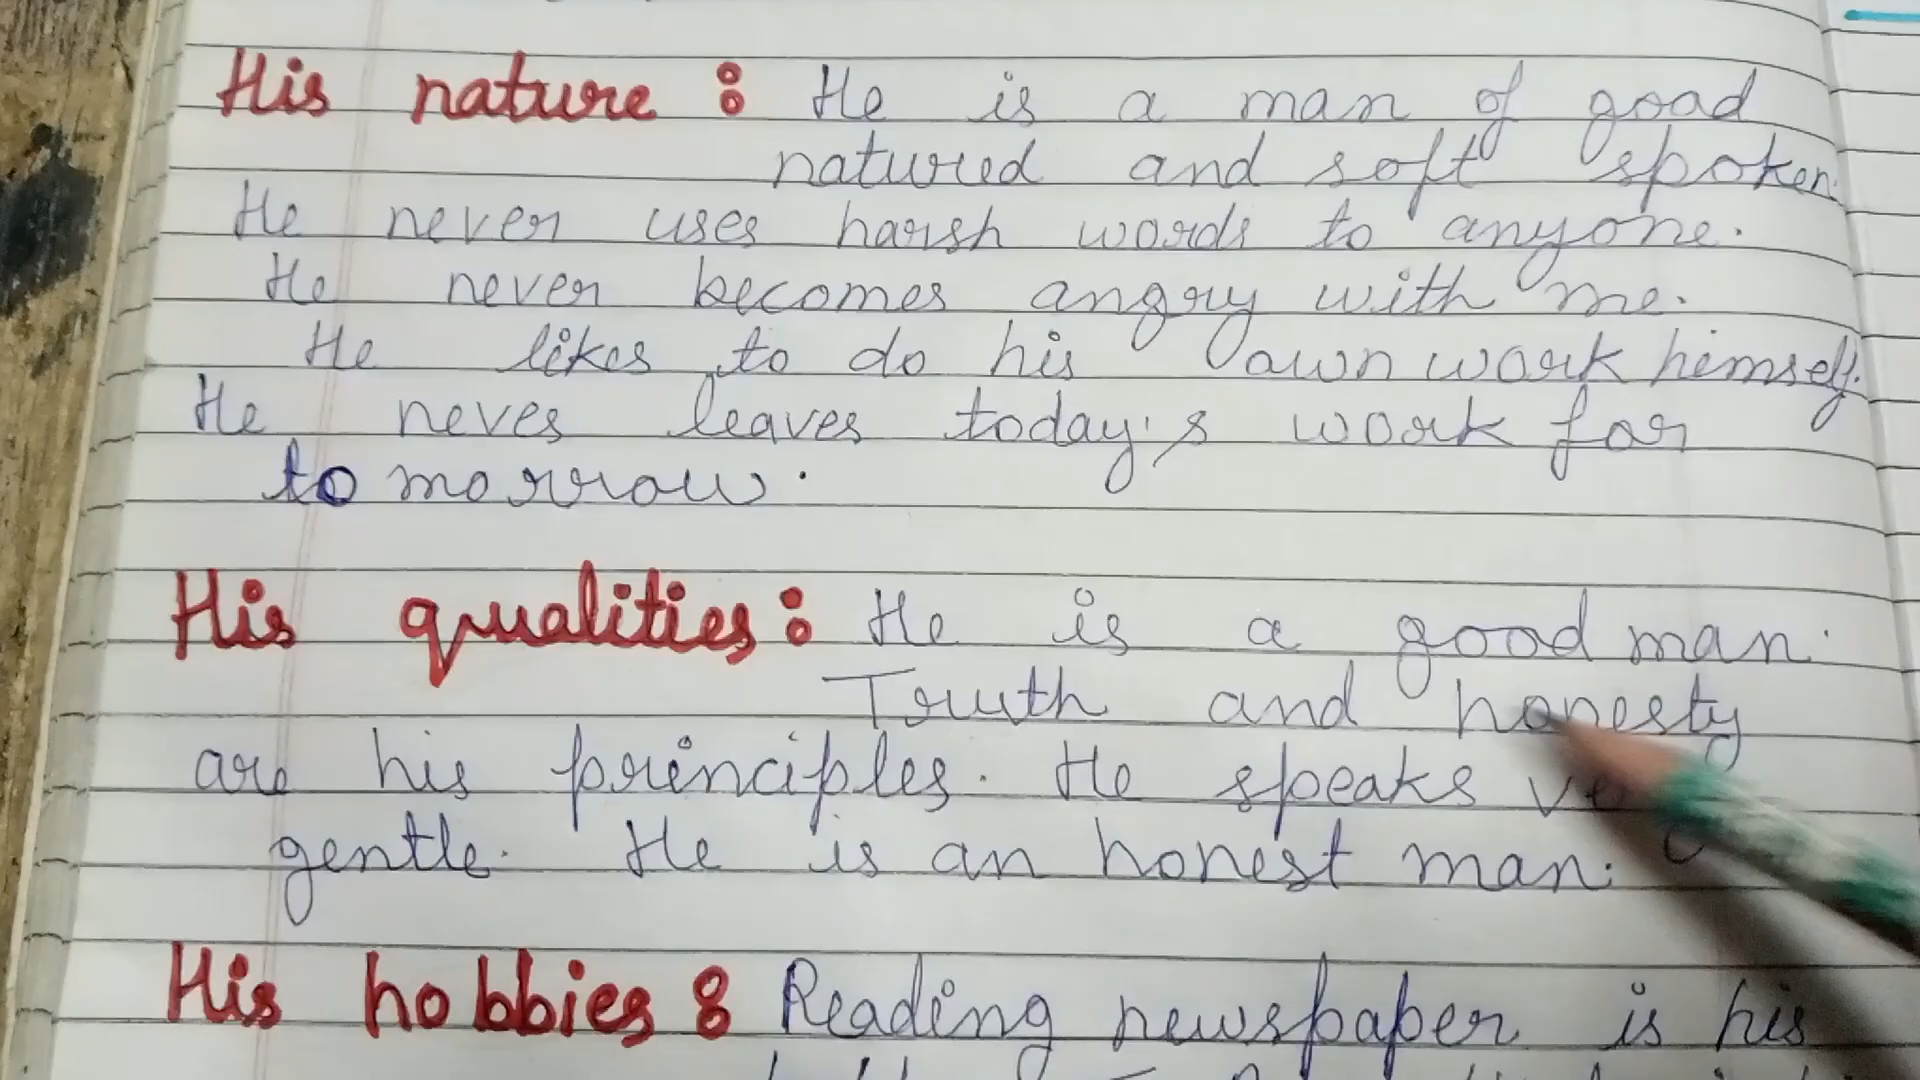 His nature : He is a man of good
natured and soft spoken.
He never uses harsh words to anyone.
He never becomes angry with me.
He likes to do his own work himself.
He neves leaves today's work for
tomorrow.
His qualities : He is a good man.
Truth and honesty
are his principles. He speaks
gentle. He is an honest man.
His hobbies : Reading newspaper is his